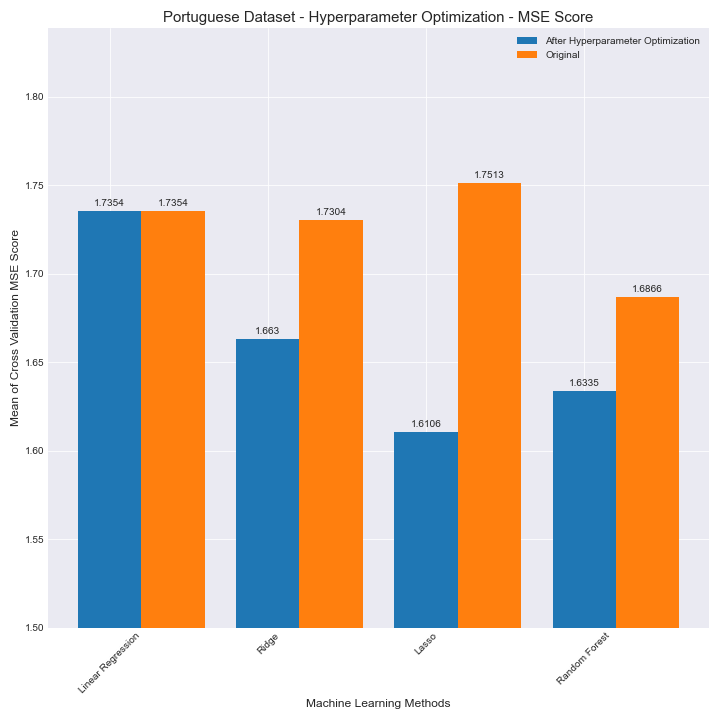 Portuguese Dataset - Hyperparameter Optimization - MSE Score
After Hyperparameter Optimization
Original
Mean of Cross Validation MSE Score
1.80
1.75
1.70
1.65
1.60
1.55
1.50
1.7354
1.7354
1.663
1.7304
1.6106
1.7513
1.6335
1.6866
Linear Regression
Ridge
Lasso
Random Forest
Machine Learning Methods